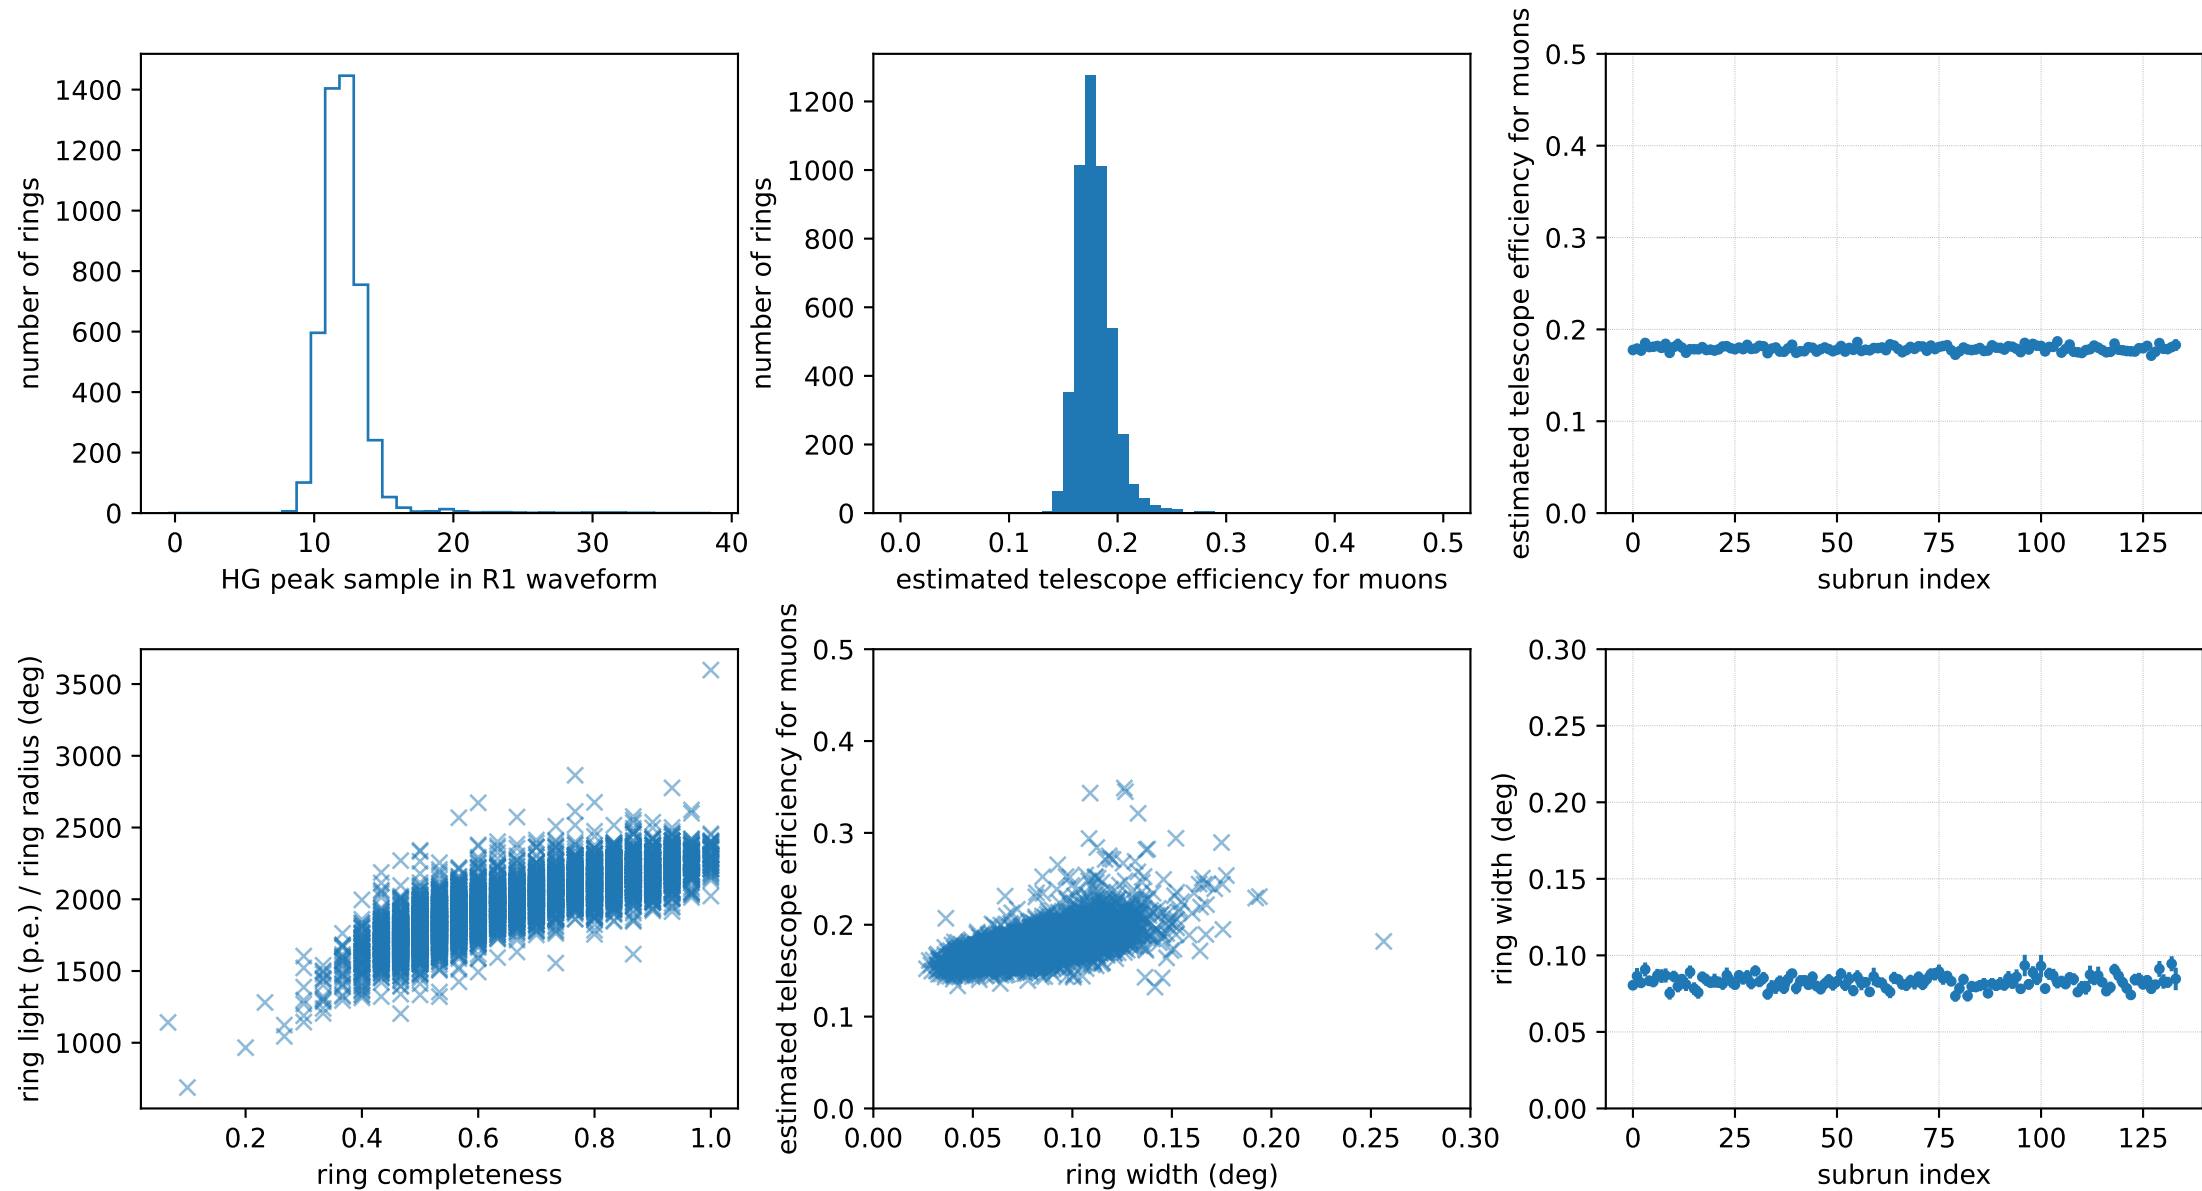 number of rings
1400
1200
1000
800
600
400
200
0
0 10 20 30 40
HG peak sample in R1 waveform
number of rings
1200
1000
800
600
400
200
0
0.0 0.1 0.2 0.3 0.4 0.5
estimated telescope efficiency for muons
estimated telescope efficiency for muons
0.5
0.4
0.3
0.2
0.1
0.0
0 25 50 75 100 125
subrun index
ring light (p.e.) / ring radius (deg)
3500
3000
2500
2000
1500
1000
0.2 0.4 0.6 0.8 1.0
ring completeness
estimated telescope efficiency for muons
0.5
0.4
0.3
0.2
0.1
0.0
0.00 0.05 0.10 0.15 0.20 0.25 0.30
ring width (deg)
ring width (deg)
0.30
0.25
0.20
0.15
0.10
0.05
0.00
0 25 50 75 100 125
subrun index